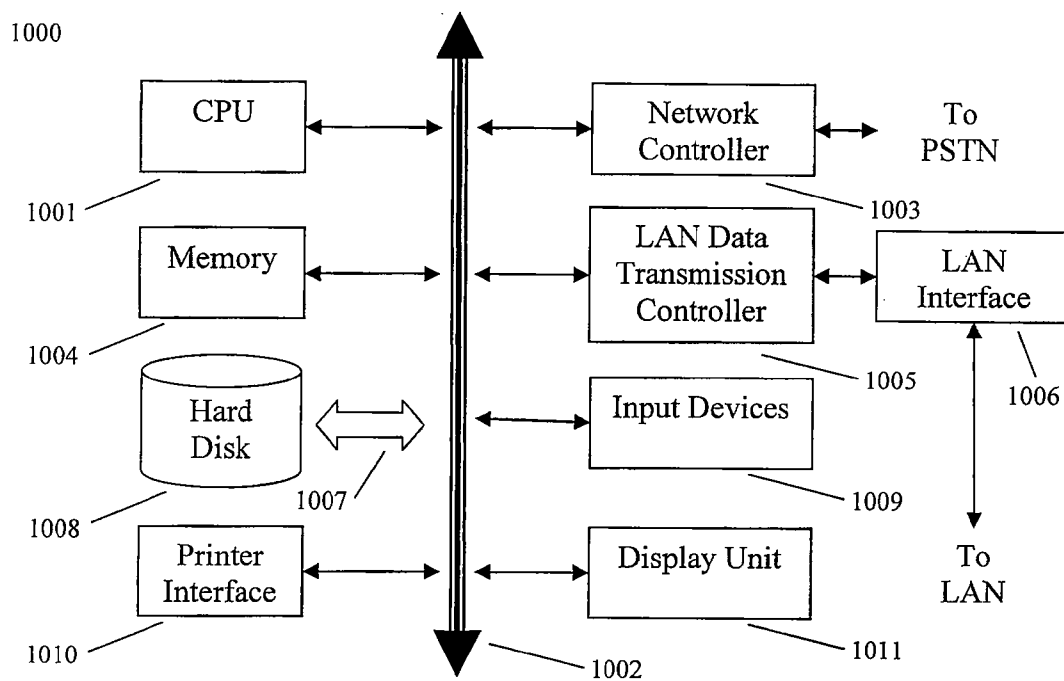 1000
CPU
1001
Network
Controller
1003
To
PSTN
Memory
1004
LAN Data
Transmission
Controller
1005
LAN
Interface
1006
Hard
Disk
1008
1007
Input Devices
1009
Printer
Interface
1010
Display Unit
1011
To
LAN
1002